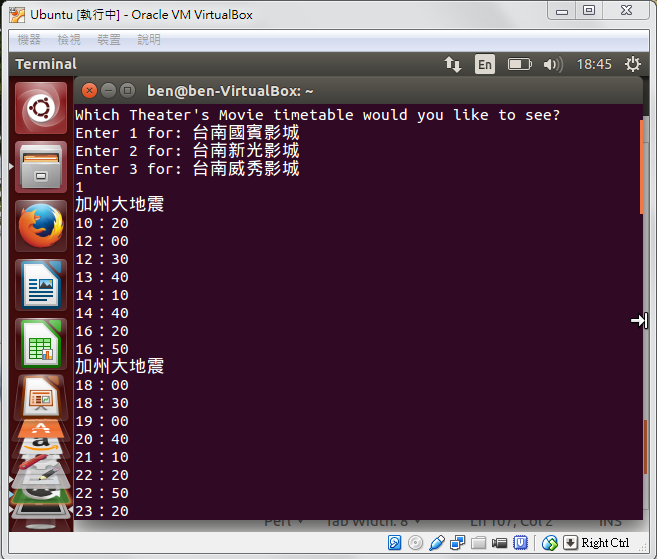 Ubuntu [執行中] - Oracle VM VirtualBox
機器 檢視 裝置 說明
Terminal En 18:45
ben@ben-VirtualBox: ~
Which Theater's Movie timetable would you like to see?
Enter 1 for: 台南國賓影城
Enter 2 for: 台南新光影城
Enter 3 for: 台南威秀影城
1
加州大地震
10：20
12：00
12：30
13：40
14：10
14：40
16：20
16：50
加州大地震
18：00
18：30
19：00
20：40
21：10
22：20
22：50
23：20
Perl Tab Width: 8 Ln 107, Col 2 INS
Right Ctrl